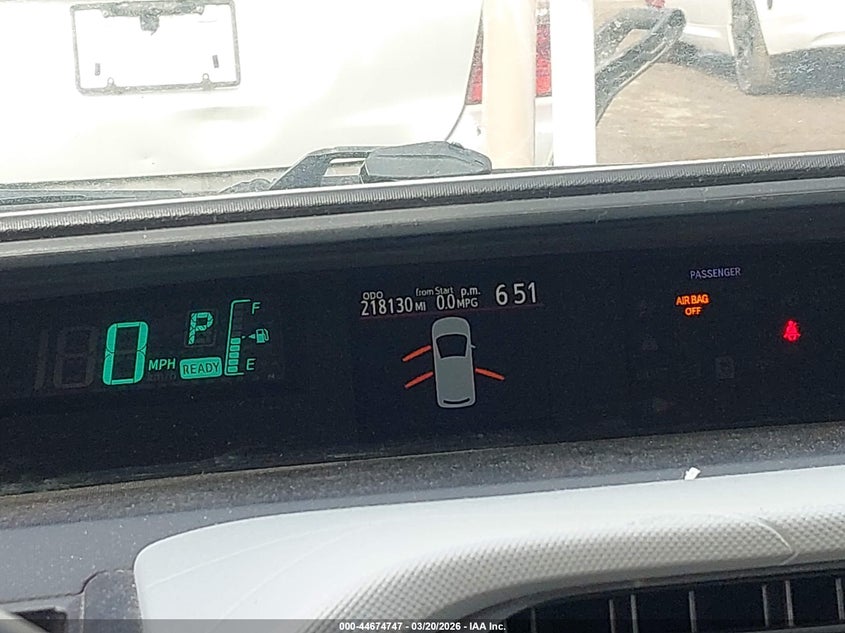 ODO from Start p.m.
218130 MI 0.0 MPG 6 51
PASSENGER
AIR BAG
OFF
F
P
0 MPH
READY
E
000-44674747 - 03/20/2026 - IAA Inc.